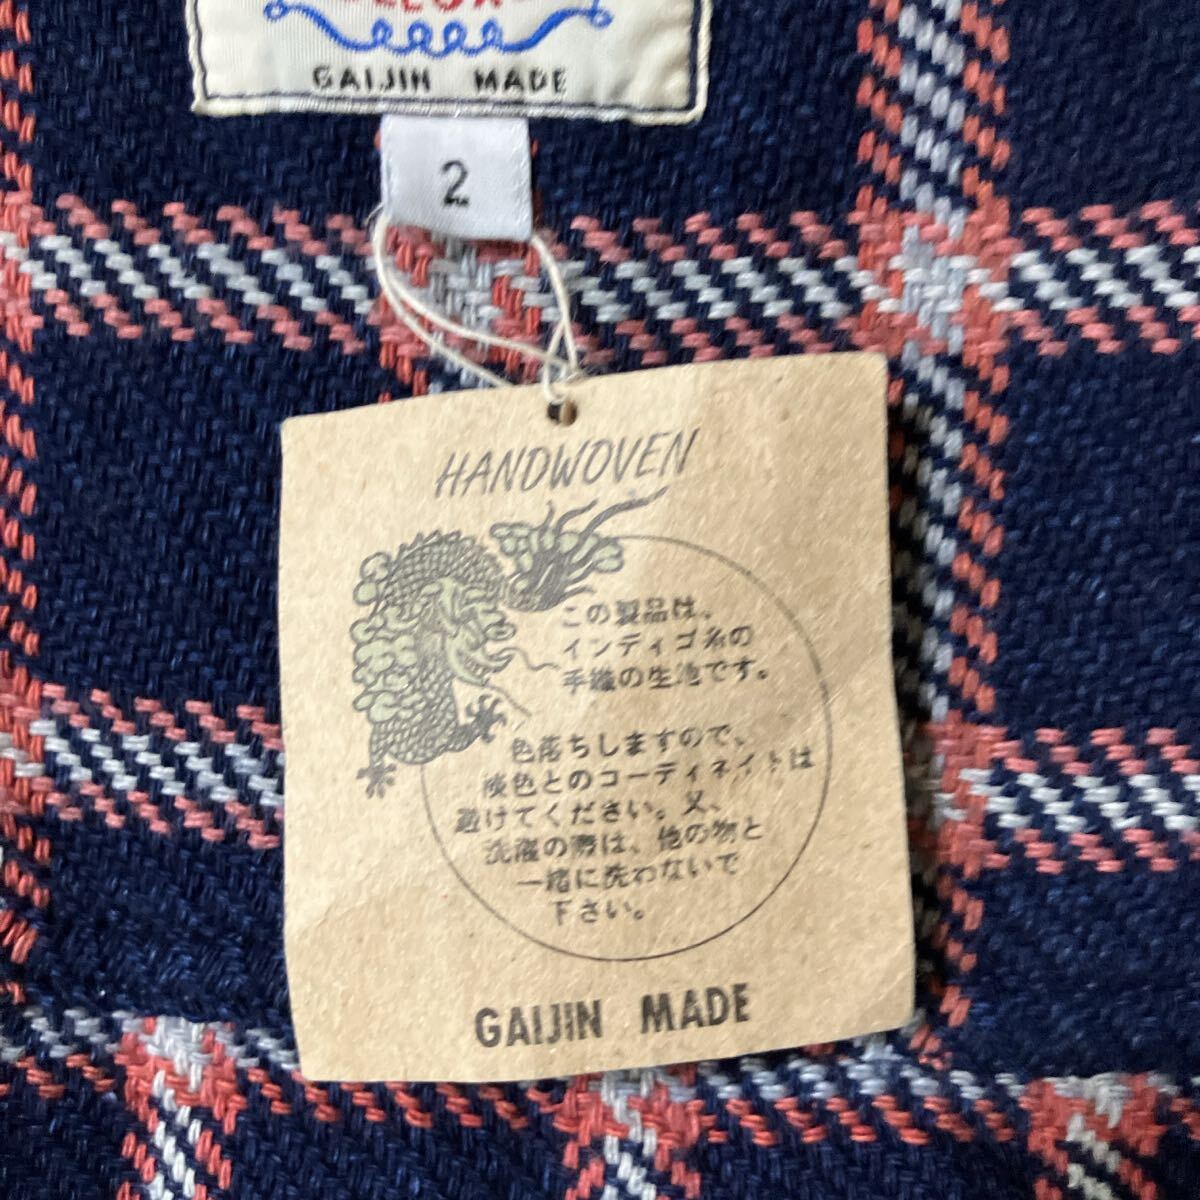 GAIJIN MADE
2
HANDWOVEN
この製品は、
インディゴ糸の
手織の生地です。
色落ちしますので、
淡色とのコーディネイトは
避けてください。又、
洗濯の際は、他の物と
一緒に洗わないで
下さい。
GAIJIN MADE